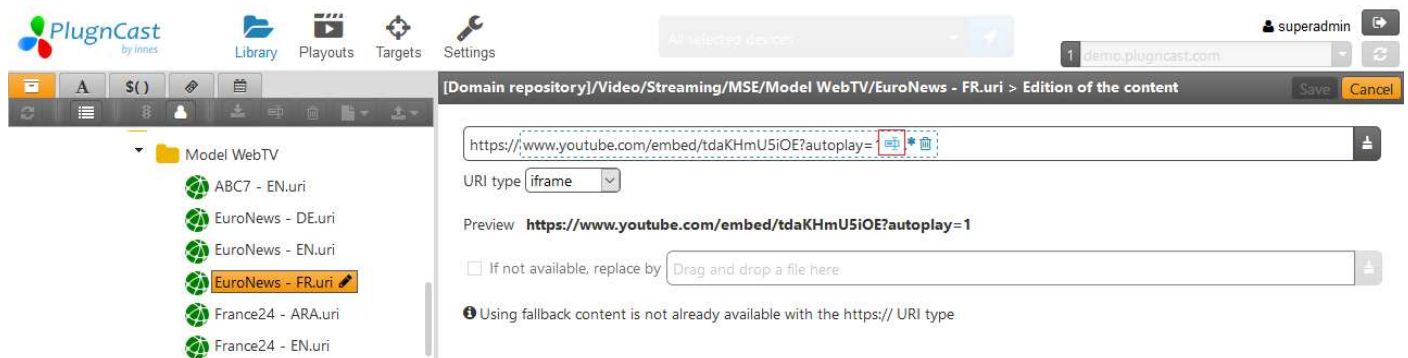 PlugnCast
by innes
Library
Playouts
Targets
Settings
All selected devices
superadmin
1 demo.plugncast.com
A
$( )
[Domain repository]/Video/Streaming/MSE/Model WebTV/EuroNews - FR.uri > Edition of the content
Save
Cancel
Model WebTV
ABC7 - EN.uri
EuroNews - DE.uri
EuroNews - EN.uri
EuroNews - FR.uri
France24 - ARA.uri
France24 - EN.uri
https:// www.youtube.com/embed/tdaKHmU5iOE?autoplay=
URI type iframe
Preview https://www.youtube.com/embed/tdaKHmU5iOE?autoplay=1
If not available, replace by Drag and drop a file here
Using fallback content is not already available with the https:// URI type